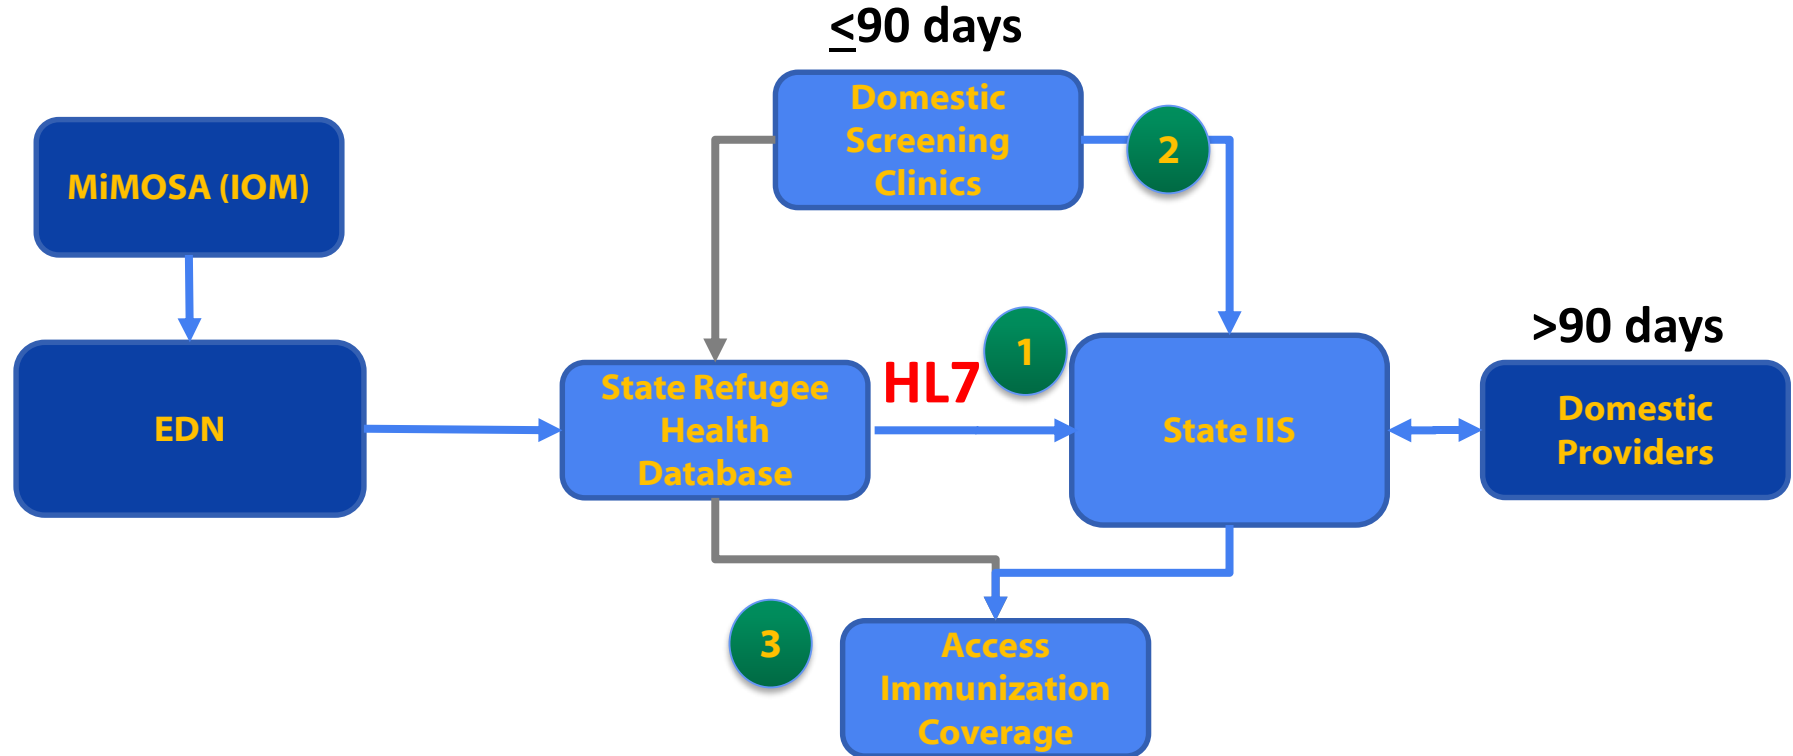 ≤90 days
Domestic
Screening
Clinics
2
MiMOSA (IOM)
>90 days
1
HL7
EDN
State Refugee
Health
Database
State IIS
Domestic
Providers
3
Access
Immunization
Coverage